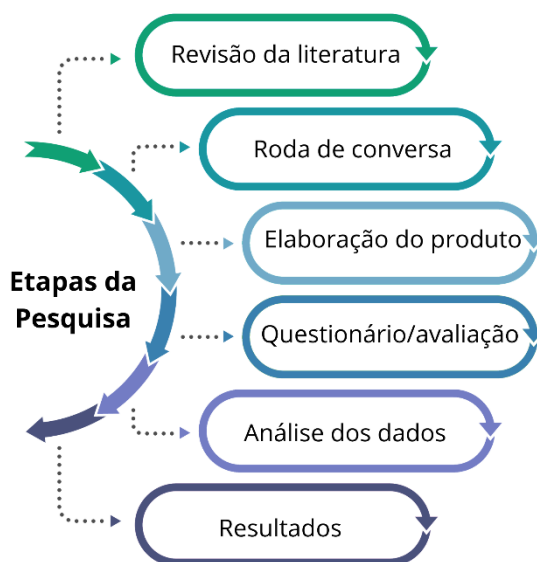 Revisão da literatura
Roda de conversa
Elaboração do produto
Etapas da
Pesquisa
Questionário/avaliação
Análise dos dados
Resultados